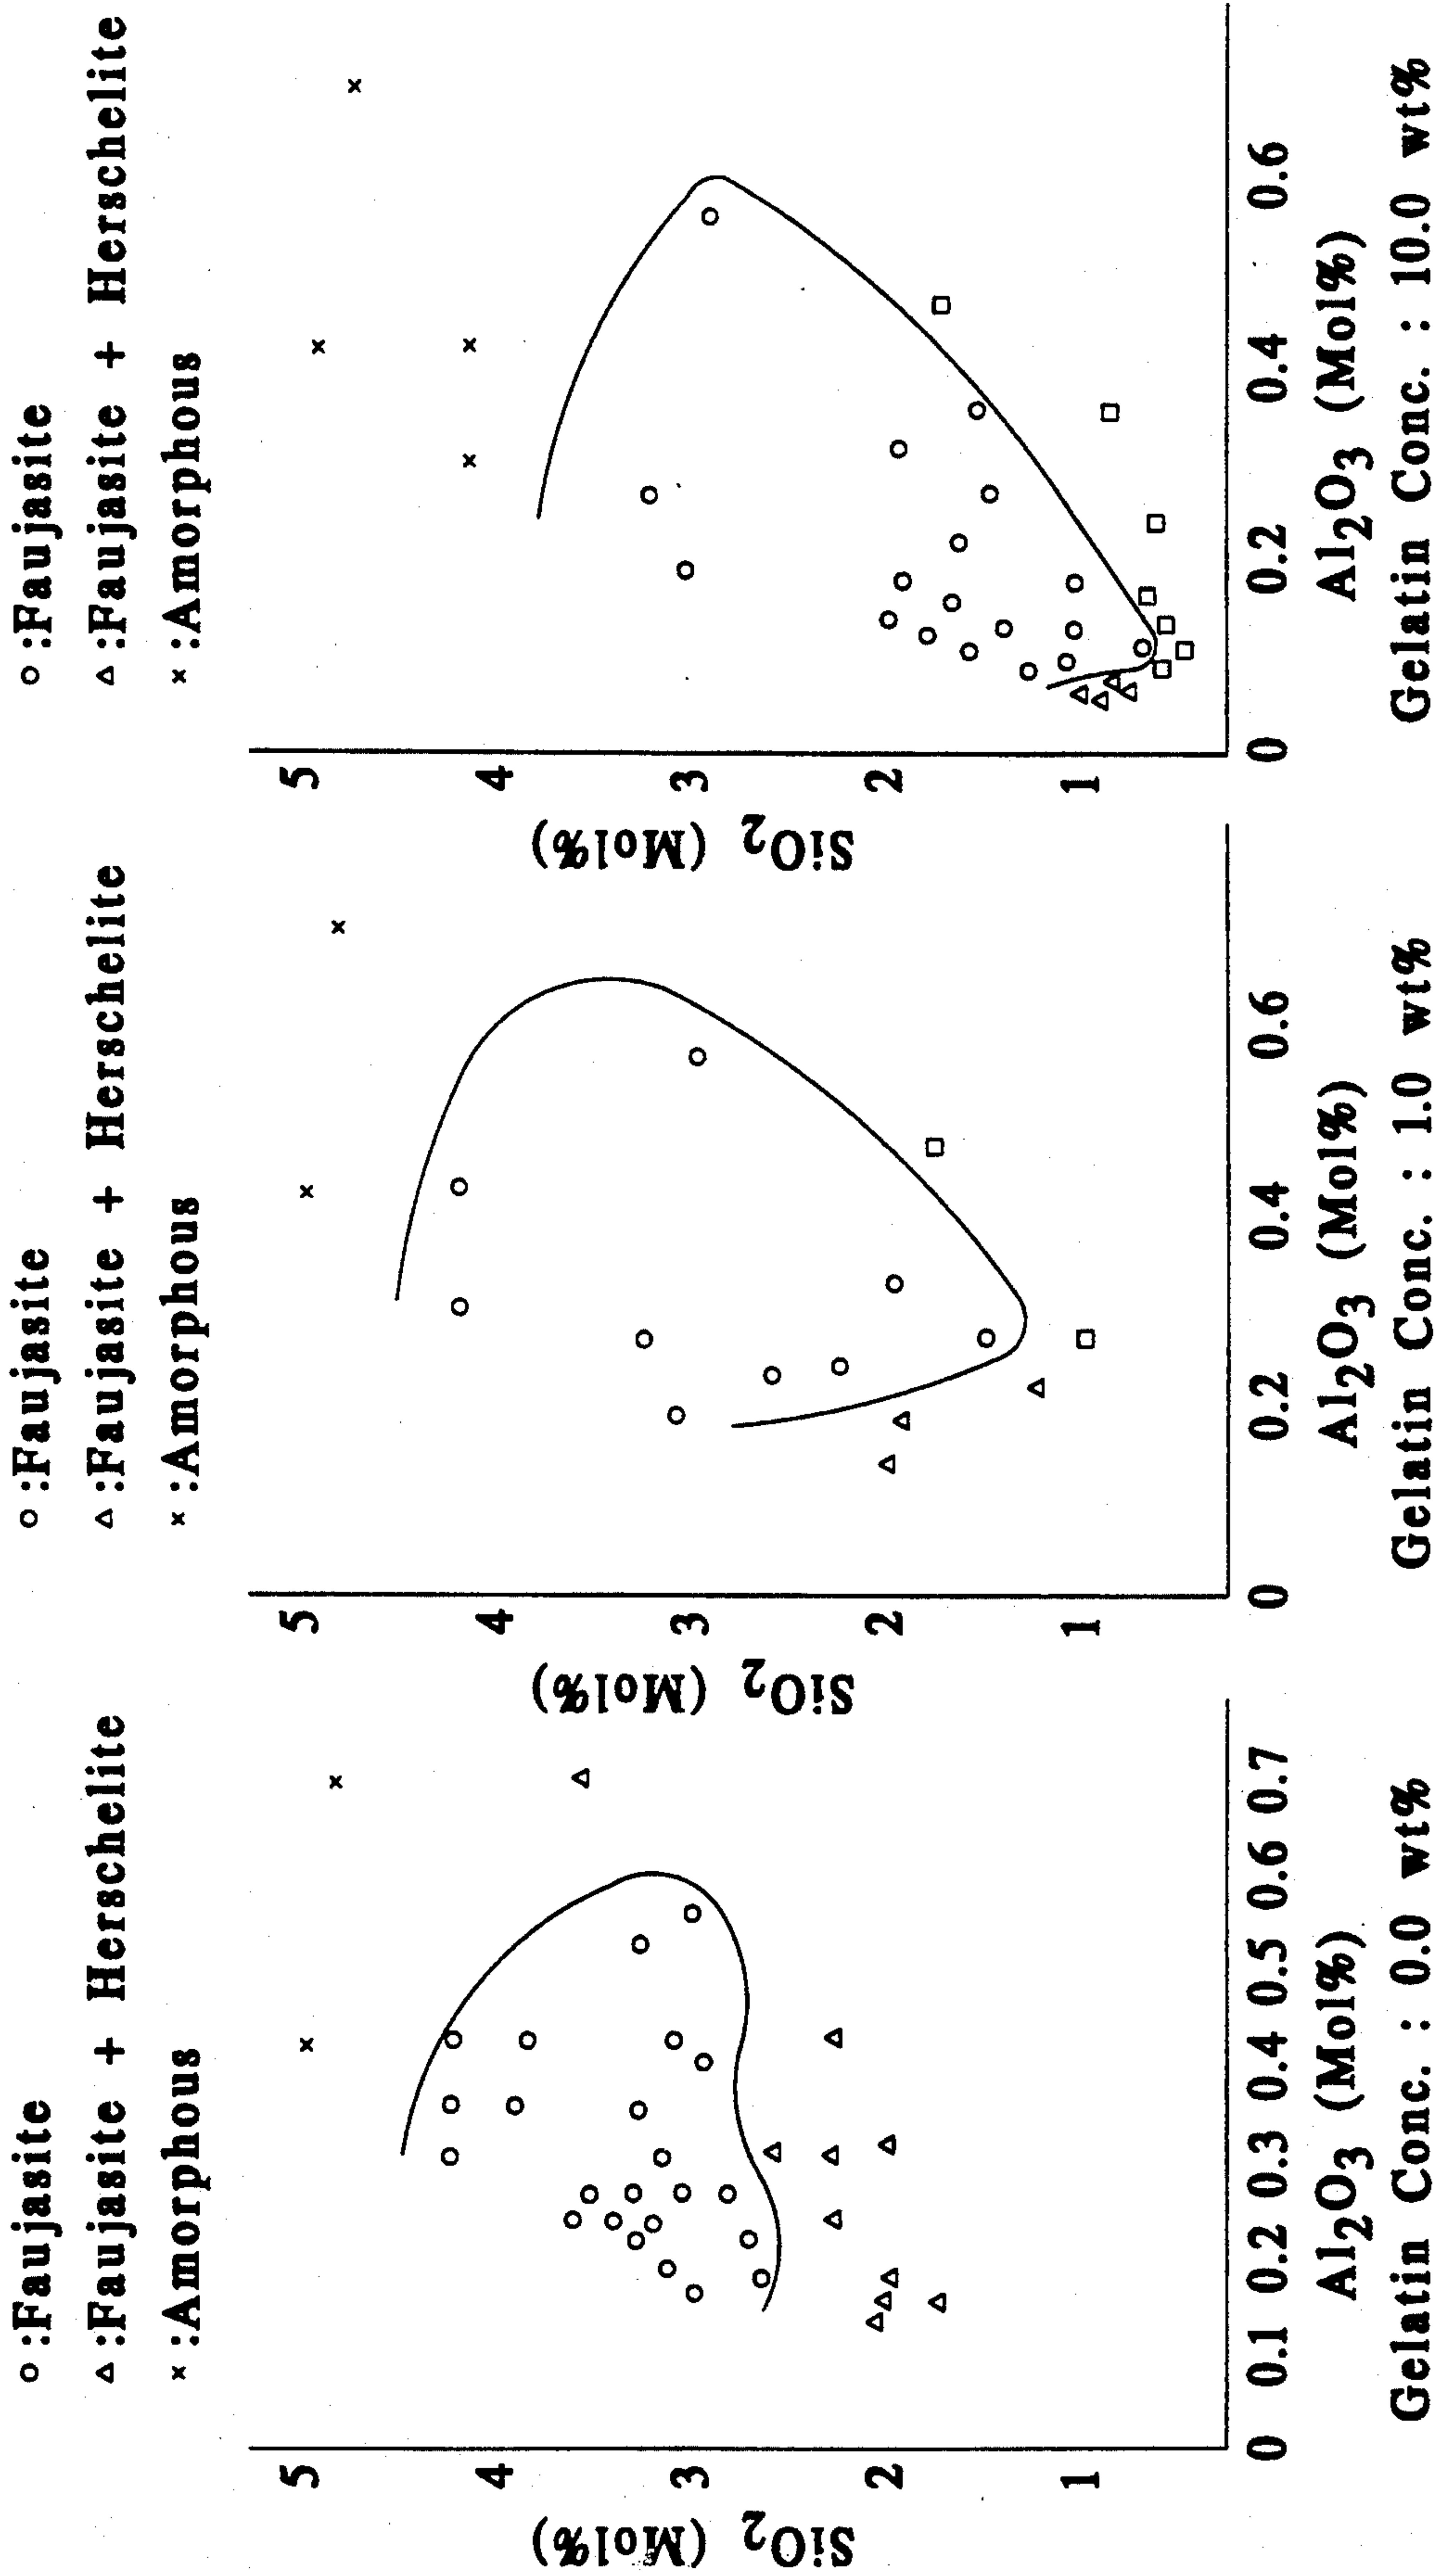 o :Faujasite
△ :Faujasite + Herschelite
× :Amorphous
SiO2 (Mol%)
5
4
3
2
1
0 0.1 0.2 0.3 0.4 0.5 0.6 0.7
Al2O3 (Mol%)
Gelatin Conc. : 0.0 wt%
o :Faujasite
△ :Faujasite + Herschelite
× :Amorphous
SiO2 (Mol%)
5
4
3
2
1
0 0.2 0.4 0.6
Al2O3 (Mol%)
Gelatin Conc. : 1.0 wt%
o :Faujasite
△ :Faujasite + Herschelite
× :Amorphous
SiO2 (Mol%)
5
4
3
2
1
0 0.2 0.4 0.6
Al2O3 (Mol%)
Gelatin Conc. : 10.0 wt%